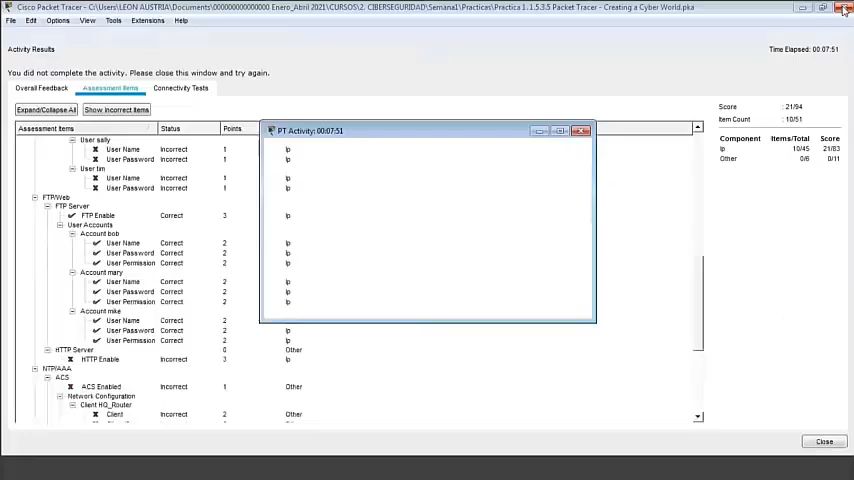 Cisco Packet Tracer - C:\Users\LEON AUSTRIA\Documents\000000000000000 Enero_Abril 2021\CURSOS\2. CIBERSEGURIDAD\Semana1\Practicas\Practica 1.1.5.3.5 Packet Tracer - Creating a Cyber World.pka
File Edit Options View Tools Extensions Help
Activity Results
Time Elapsed: 00:07:51
You did not complete the activity. Please close this window and try again.
Overall Feedback Assessment Items Connectivity Tests
Expand/Collapse All Show Incorrect Items
Score : 21/94
Item Count : 10/51
Assessment Items Status Points
Component Items/Total Score
Ip 10/45 21/83
Other 0/6 0/11
PT Activity: 00:07:51
User sally
User Name Incorrect 1 Ip
User Password Incorrect 1 Ip
User tim
User Name Incorrect 1 Ip
User Password Incorrect 1 Ip
FTP/Web
FTP Server
FTP Enable Correct 3 Ip
User Accounts
Account bob
User Name Correct 2 Ip
User Password Correct 2 Ip
User Permission Correct 2 Ip
Account mary
User Name Correct 2 Ip
User Password Correct 2 Ip
User Permission Correct 2 Ip
Account mike
User Name Correct 2
User Password Correct 2 Ip
User Permission Correct 2 Ip
HTTP Server 0 Other
HTTP Enable Incorrect 3 Ip
NTP/AAA
ACS
ACS Enabled Incorrect 1 Other
Network Configuration
Client HQ_Router
Client Incorrect 2 Other
Close